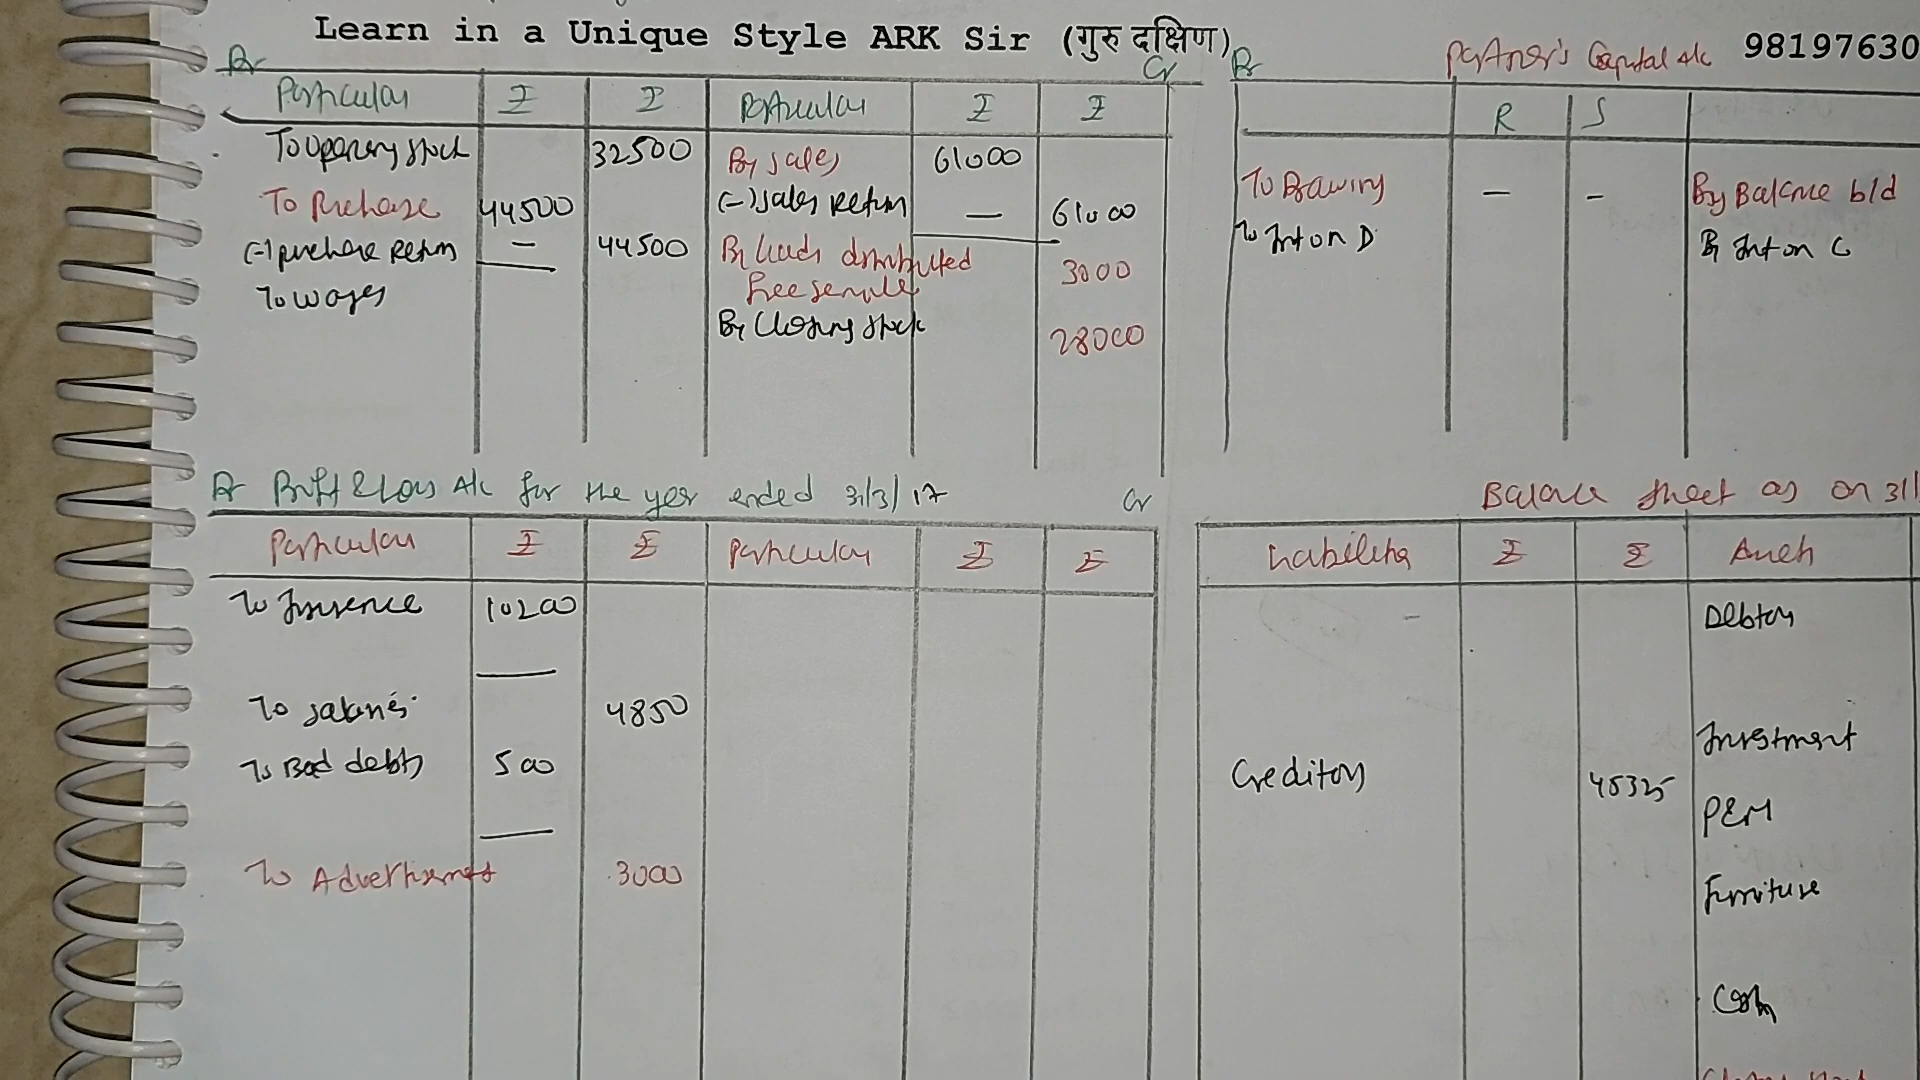 Learn in a Unique Style ARK Sir (गुरु दक्षिण) 98197630
Dr Cr
Particular ₹ ₹ Particular ₹ ₹
To Opening stock 32500 By sales 61000
To Purchase 44500 (-) sales Return — 61000
(-) purchase Return — 44500 By Goods distributed 3000
free sample
To wages
By Closing stock 28000
Dr Partner's Capital A/c
R S
To Drawing — - By Balance b/d
To Int on D By Int on C
Dr Profit & Loss A/c for the year ended 31/3/17 Cr
Particular ₹ ₹ Particular ₹ ₹
To Insurence 10200
To salaries 4850
To Bad debts 500
To Advertisement 3000
Balance sheet as on 31/
Liabilities ₹ ₹ Assets
Debtors
Investment
Creditors 45325
P&M
Furniture
Cash